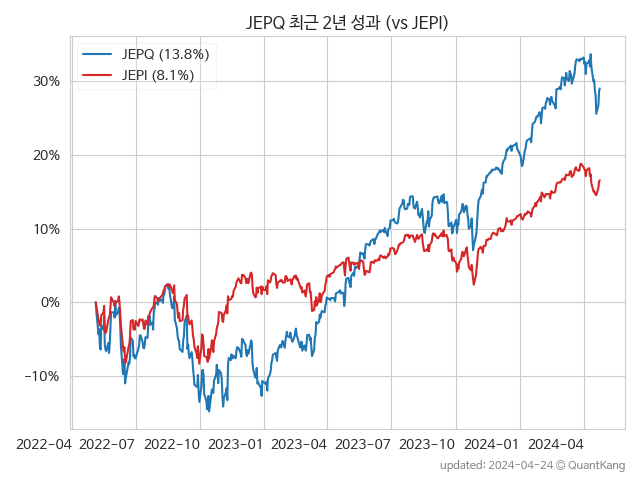 JEPQ 최근 2년 성과 (vs JEPI)
JEPQ (13.8%)
JEPI (8.1%)
30%
20%
10%
0%
−10%
2022−04 2022−07 2022−10 2023−01 2023−04 2023−07 2023−10 2024−01 2024−04
updated: 2024-04-24 © QuantKang